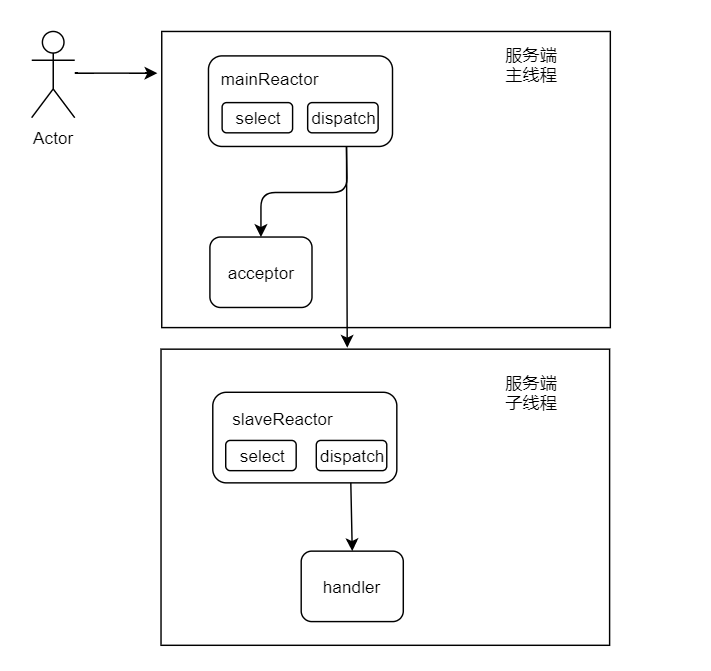 服务端
主线程
mainReactor
select
dispatch
Actor
acceptor
服务端
子线程
slaveReactor
select
dispatch
handler